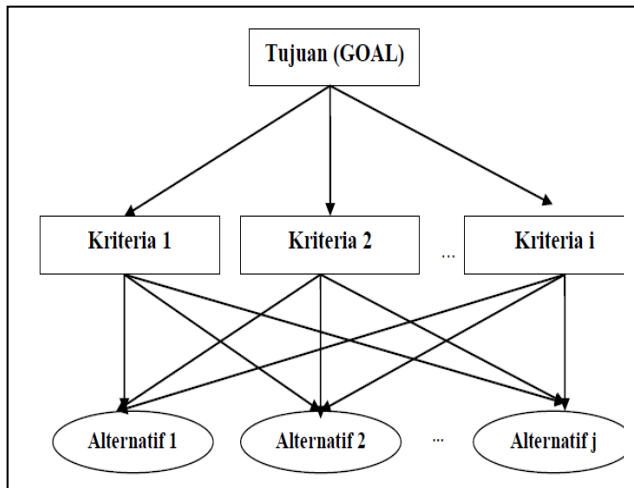 Tujuan (GOAL)
Kriteria 1
Kriteria 2
...
Kriteria i
Alternatif 1
Alternatif 2
...
Alternatif j